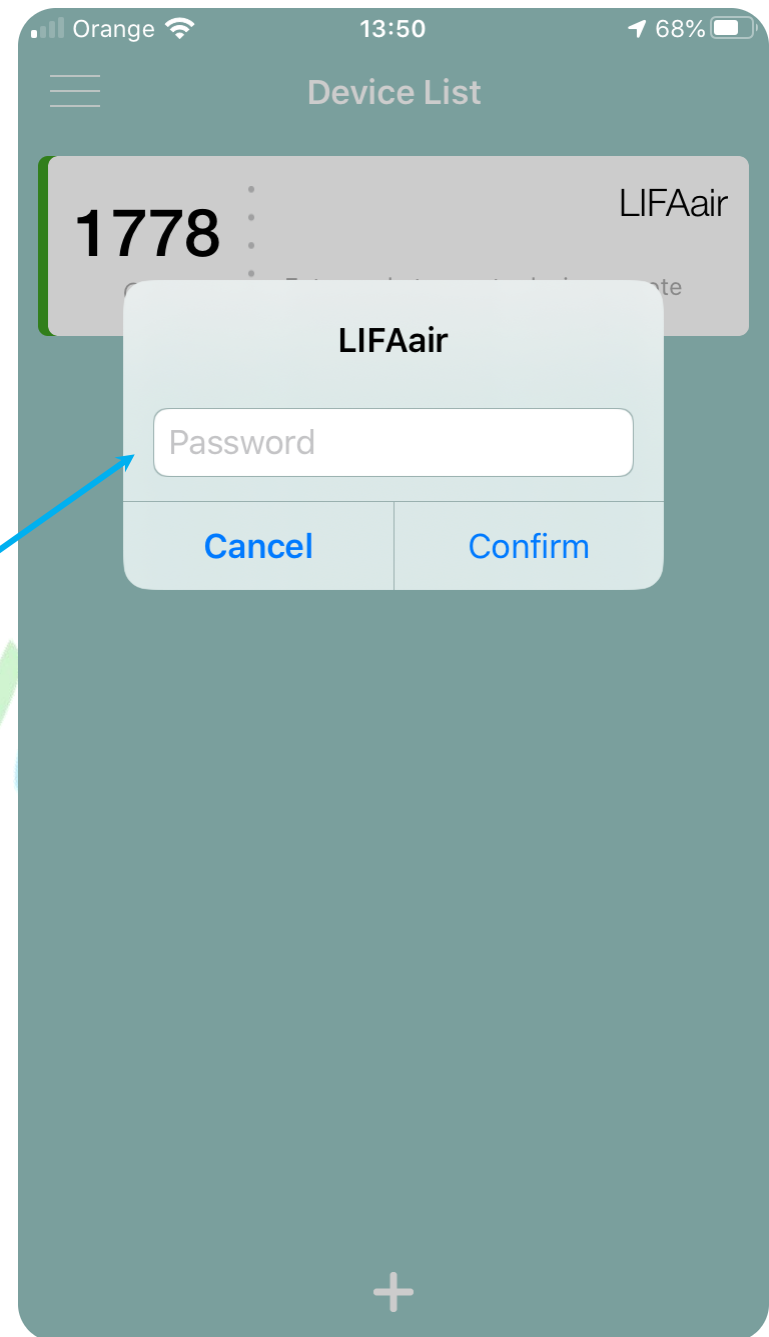 Orange 13:50 68%
Device List
1778
LIFAair
LIFAair
Password
Cancel Confirm
+